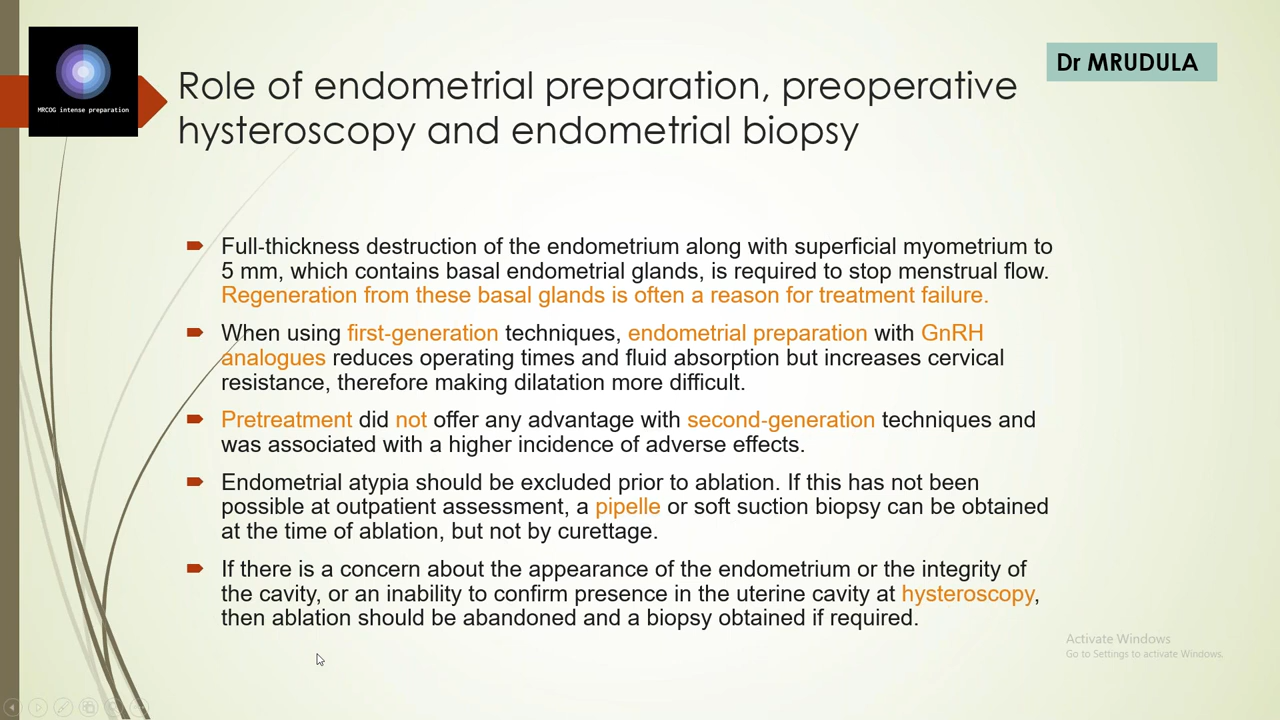 Dr MRUDULA
MRCOG intense preparation
Role of endometrial preparation, preoperative
hysteroscopy and endometrial biopsy
Full-thickness destruction of the endometrium along with superficial myometrium to
5 mm, which contains basal endometrial glands, is required to stop menstrual flow.
Regeneration from these basal glands is often a reason for treatment failure.
When using first-generation techniques, endometrial preparation with GnRH
analogues reduces operating times and fluid absorption but increases cervical
resistance, therefore making dilatation more difficult.
Pretreatment did not offer any advantage with second-generation techniques and
was associated with a higher incidence of adverse effects.
Endometrial atypia should be excluded prior to ablation. If this has not been
possible at outpatient assessment, a pipelle or soft suction biopsy can be obtained
at the time of ablation, but not by curettage.
If there is a concern about the appearance of the endometrium or the integrity of
the cavity, or an inability to confirm presence in the uterine cavity at hysteroscopy,
then ablation should be abandoned and a biopsy obtained if required.
Activate Windows
Go to Settings to activate Windows.